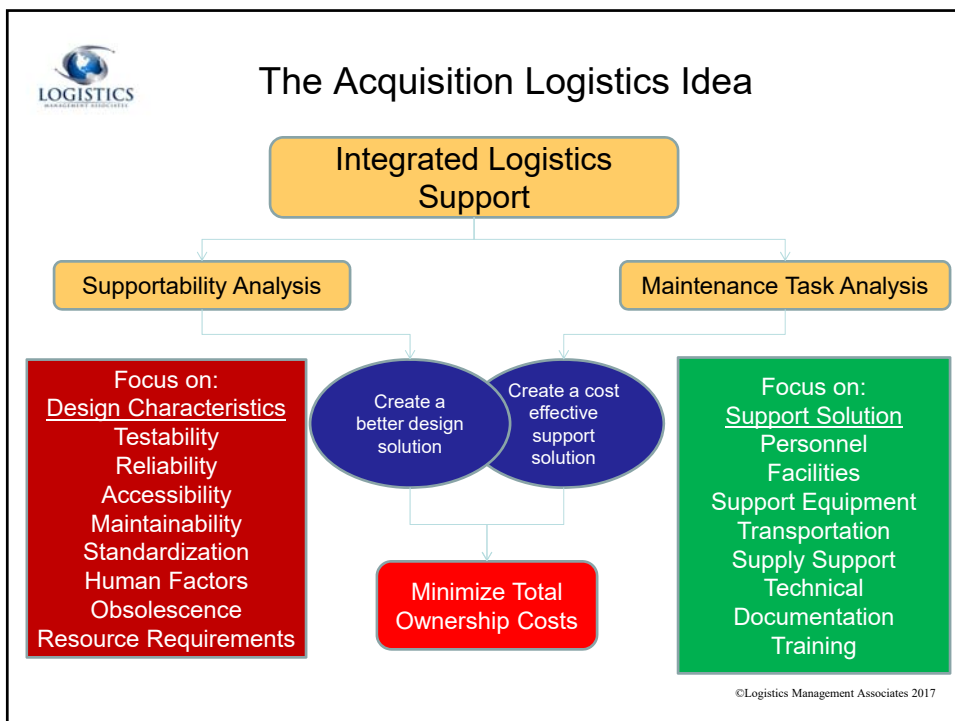 LOGISTICS
MANAGEMENT ASSOCIATES
The Acquisition Logistics Idea
Integrated Logistics
Support
Supportability Analysis
Maintenance Task Analysis
Focus on:
Design Characteristics
Testability
Reliability
Accessibility
Maintainability
Standardization
Human Factors
Obsolescence
Resource Requirements
Create a
better design
solution
Create a cost
effective
support
solution
Minimize Total
Ownership Costs
Focus on:
Support Solution
Personnel
Facilities
Support Equipment
Transportation
Supply Support
Technical
Documentation
Training
©Logistics Management Associates 2017